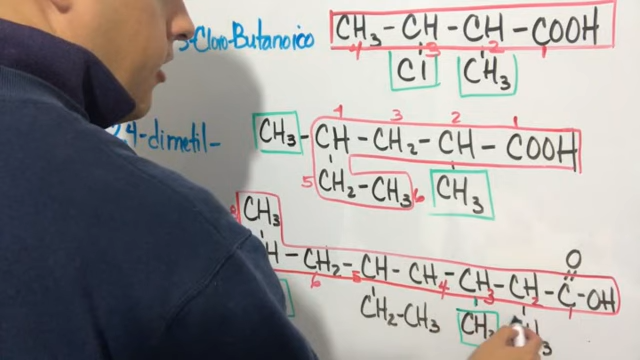 3-Cloro-Butanoico CH₃-CH-CH-COOH
4 3 2 1
Cl CH₃
2,4-dimetil-
4 3 2 1
CH₃-CH-CH₂-CH-COOH
5 CH₂-CH₃ 6 CH₃
8 CH₃ O
H-CH₂-CH-CH-CH-CH-C-OH
6 5 4 3 2 1
CH₂-CH₃